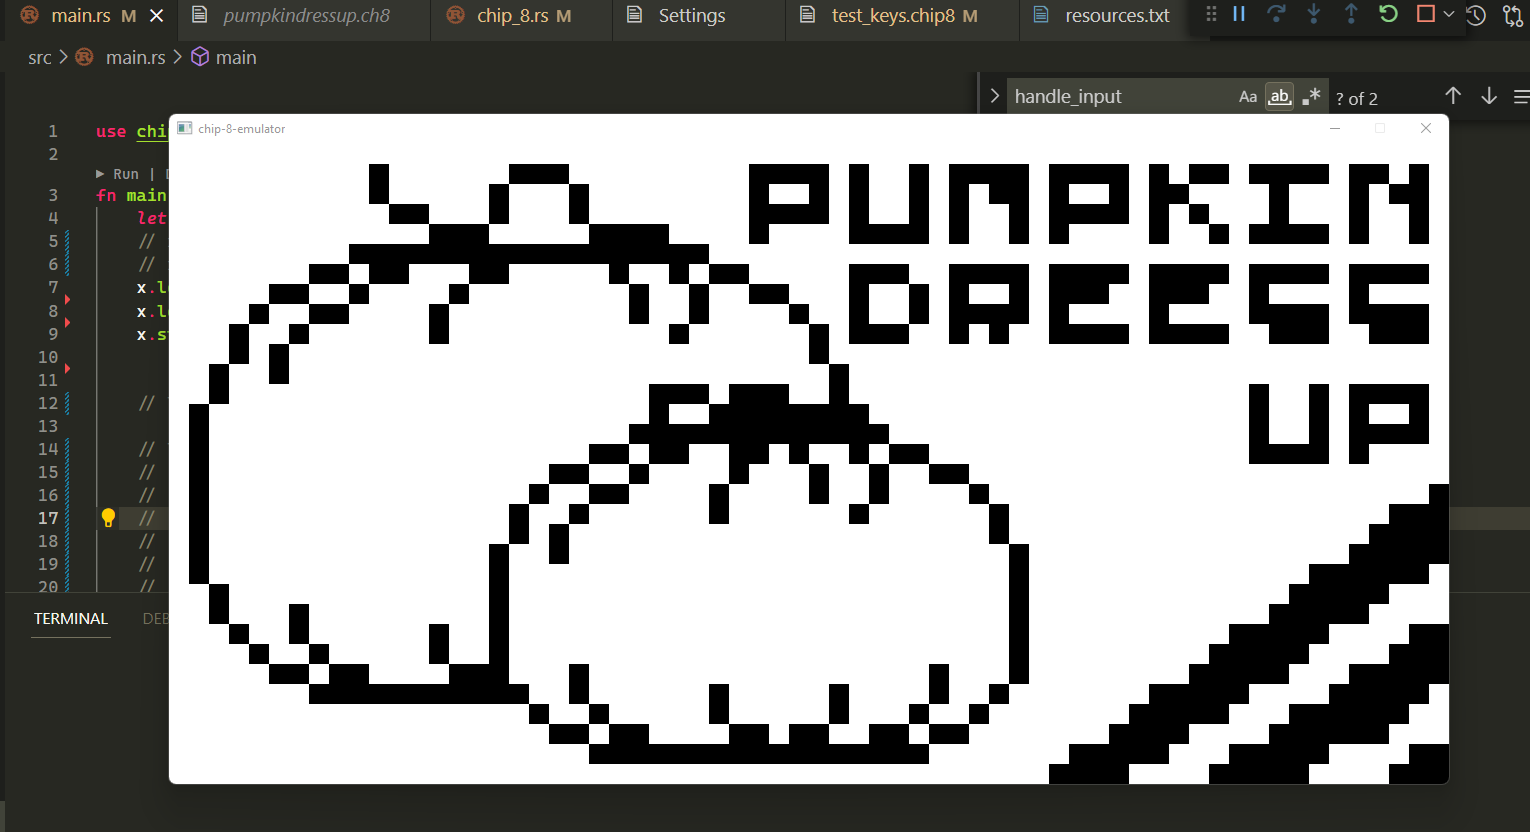 main.rs M pumpkindressup.ch8 chip_8.rs M Settings test_keys.chip8 M resources.txt
src main.rs main
handle_input Aa ab .* ? of 2
1 use chi
chip-8-emulator
2
Run |
3 fn main
4 let
5 //
6 //
7 x.l
8 x.l
9 x.s
10
11
12 //
13
14 //
15 //
16 //
17 //
18 //
19 //
20 //
PUMPKIN
DRESS
UP
TERMINAL DEB